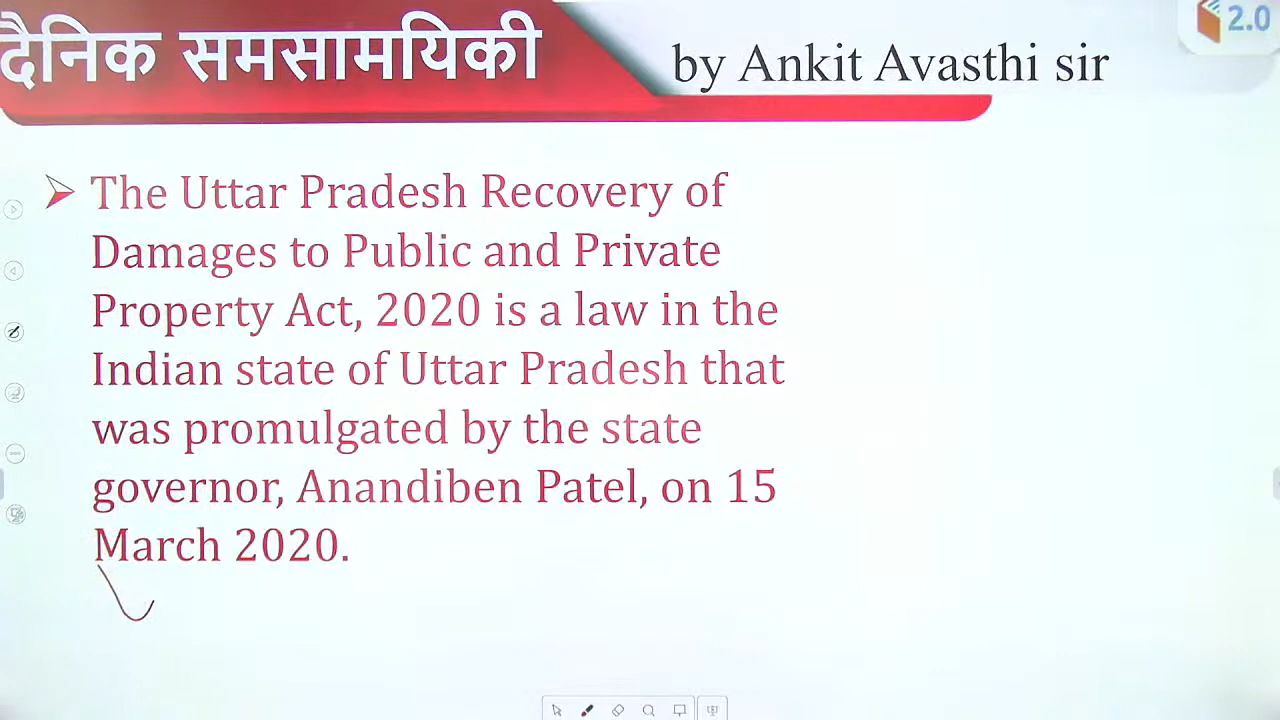 दैनिक समसामयिकी
by Ankit Avasthi sir
2.0
The Uttar Pradesh Recovery of
Damages to Public and Private
Property Act, 2020 is a law in the
Indian state of Uttar Pradesh that
was promulgated by the state
governor, Anandiben Patel, on 15
March 2020.